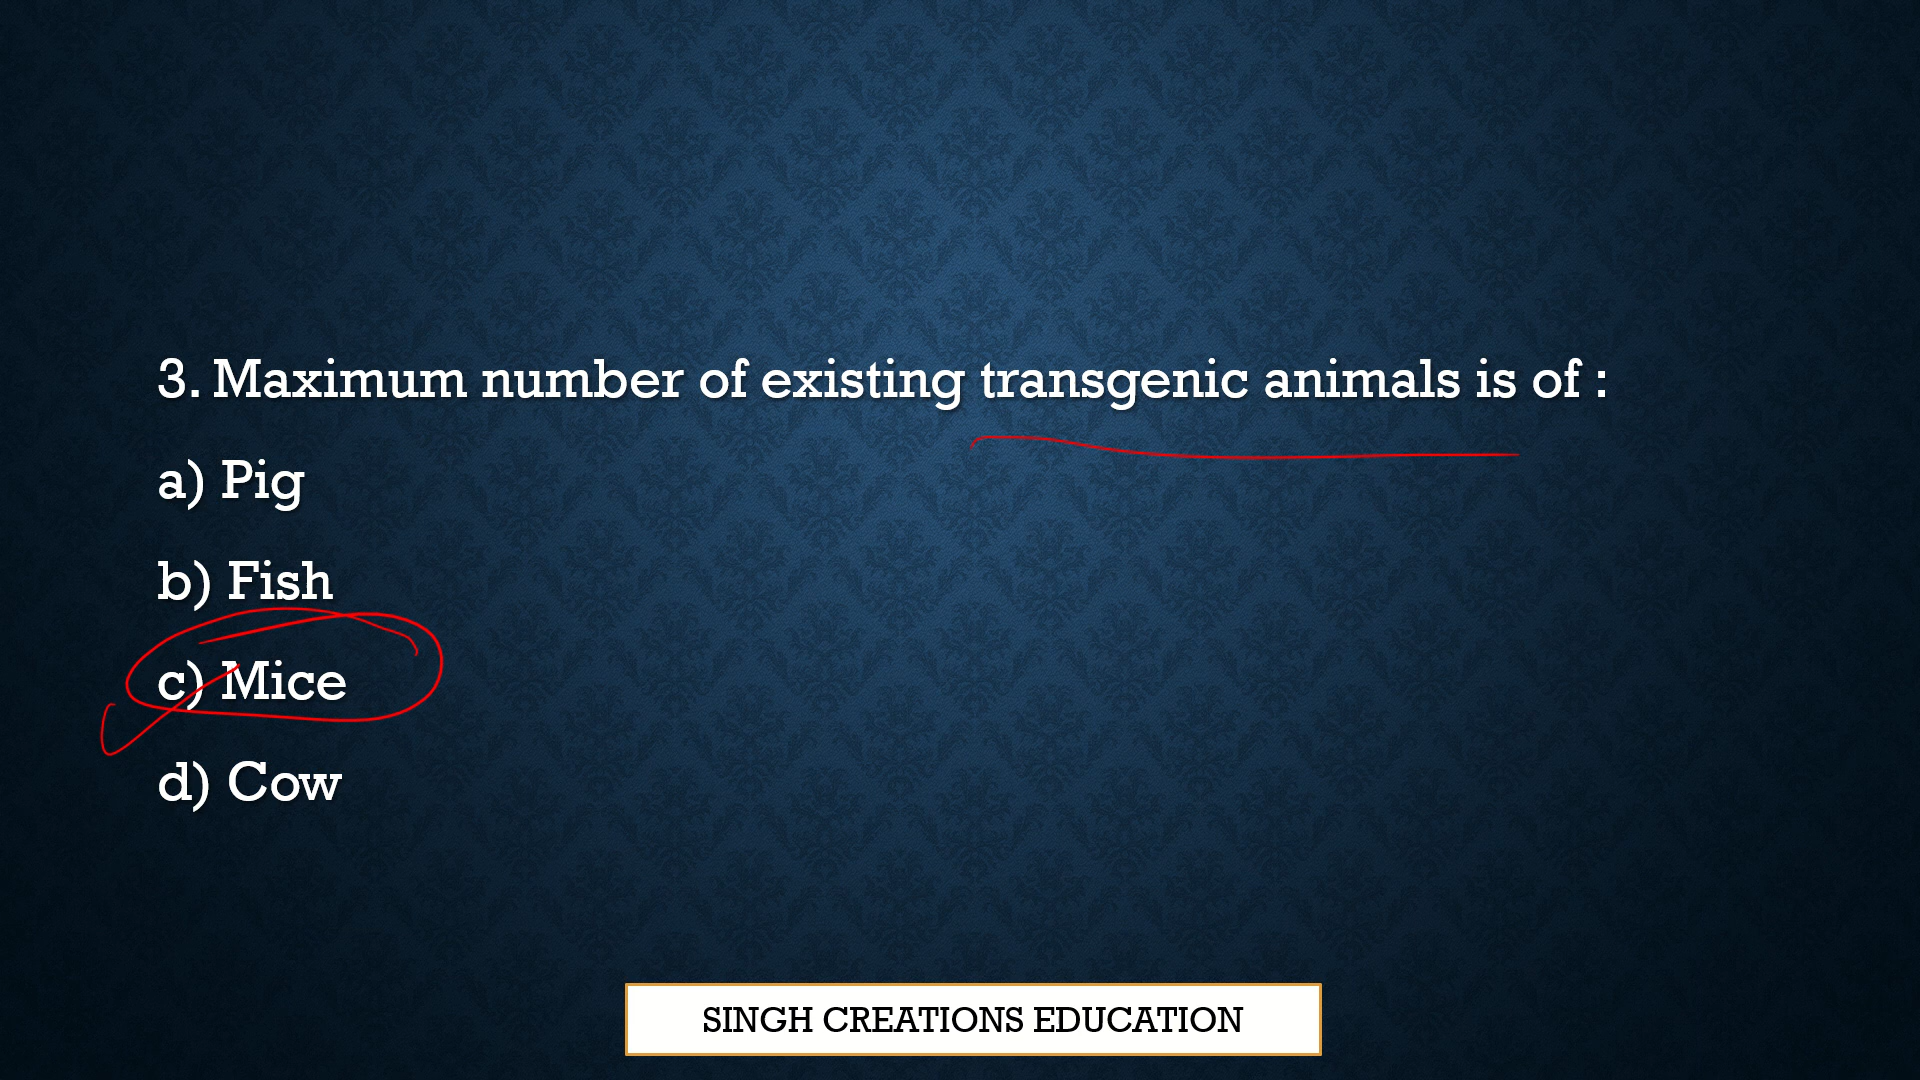 3. Maximum number of existing transgenic animals is of :
a) Pig
b) Fish
c) Mice
d) Cow
SINGH CREATIONS EDUCATION